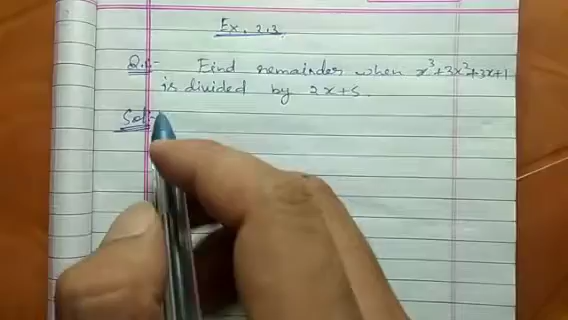 Ex. 2.3
Q.1:- Find remainder when x³+3x²+3x+1
is divided by 2x+5.
Sol:-